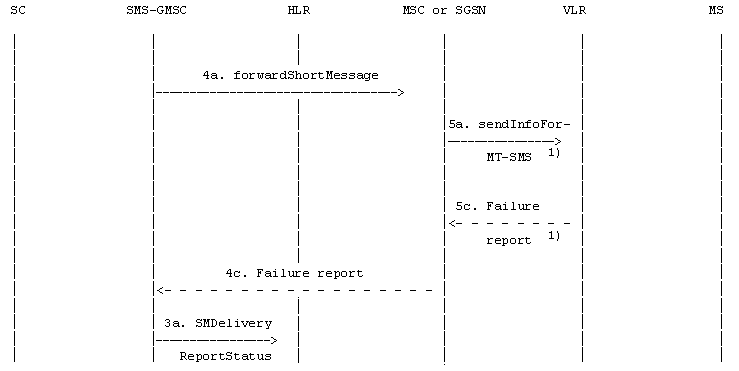 SC SMS-GMSC HLR MSC or SGSN VLR MS
4a. forwardShortMessage
5a. sendInfoFor-
MT-SMS 1)
5c. Failure
report 1)
4c. Failure report
3a. SMDelivery
ReportStatus